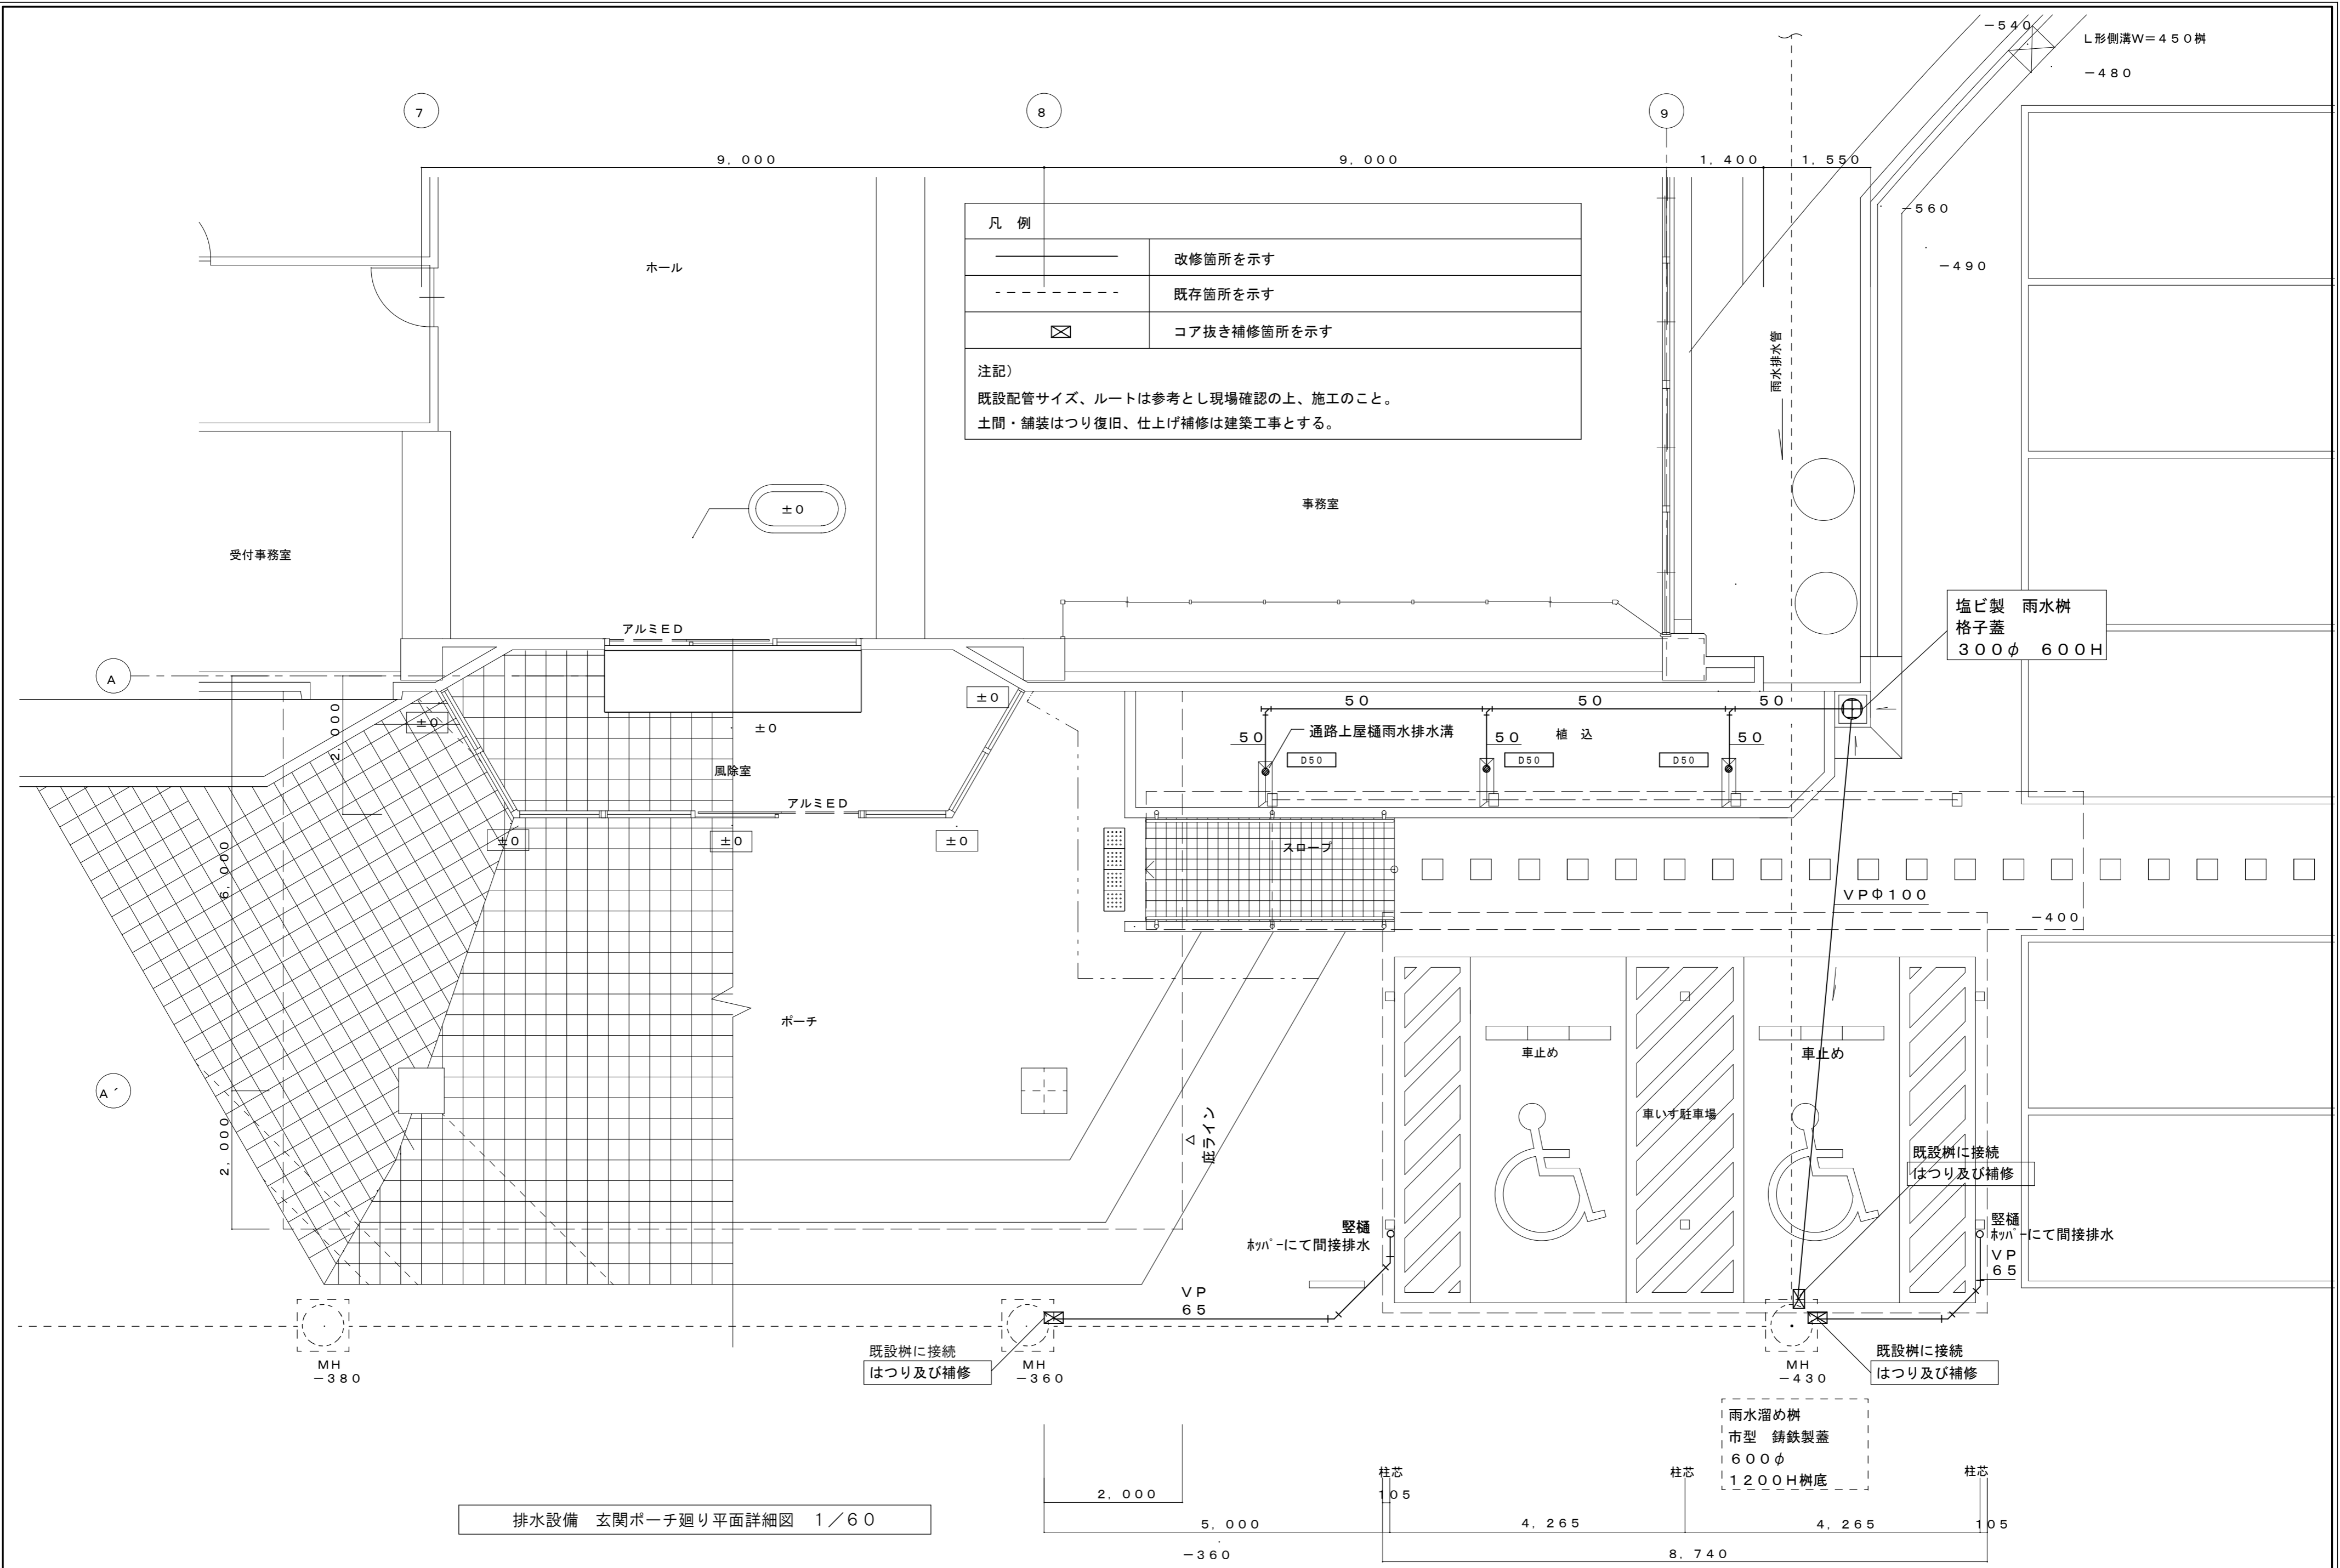 −540
L形側溝W=450桝
−480
7
8
9
9,000
9,000
1,400
1,550
−560
−490
凡　例
改修箇所を示す
既存箇所を示す
コア抜き補修箇所を示す
注記）
既設配管サイズ、ルートは参考とし現場確認の上、施工のこと。
土間・舗装はつり復旧、仕上げ補修は建築工事とする。
ホール
雨水排水管
±0
事務室
受付事務室
塩ビ製　雨水桝
格子蓋
300φ　600H
アルミED
A
2,000
±0
±0
±0
50
50
50
50
通路上屋樋雨水排水溝
50
植　込
50
D50
D50
D50
風除室
アルミED
±0
±0
±0
スロープ
6,000
VPΦ100
−400
ポーチ
車止め
車止め
A´
2,000
△
庇ライン
車いす駐車場
既設桝に接続
はつり及び補修
竪樋
ﾎｯﾊﾟｰにて間接排水
竪樋
ﾎｯﾊﾟｰにて間接排水
VP
65
VP
65
MH
−380
既設桝に接続
はつり及び補修
MH
−360
MH
−430
既設桝に接続
はつり及び補修
雨水溜め桝
市型　鋳鉄製蓋
600φ
1200H桝底
柱芯
柱芯
柱芯
2,000
105
5,000
4,265
4,265
105
−360
8,740
排水設備　玄関ポーチ廻り平面詳細図　1／60